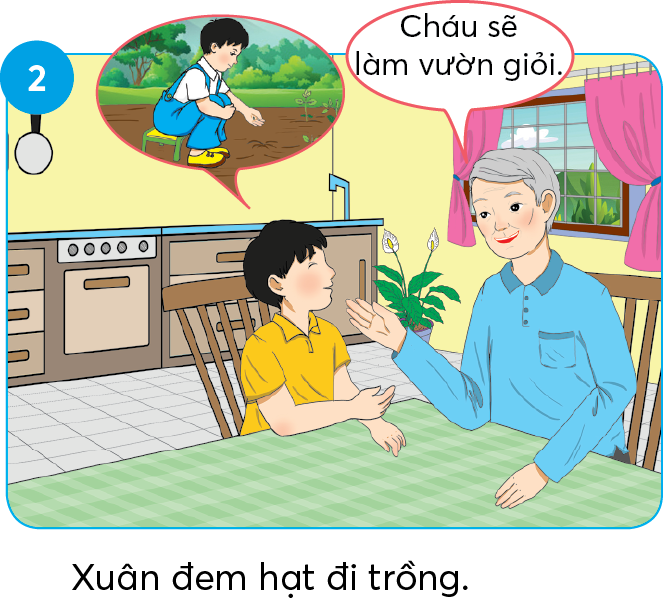 2
Cháu sẽ
làm vườn giỏi.
Xuân đem hạt đi trồng.